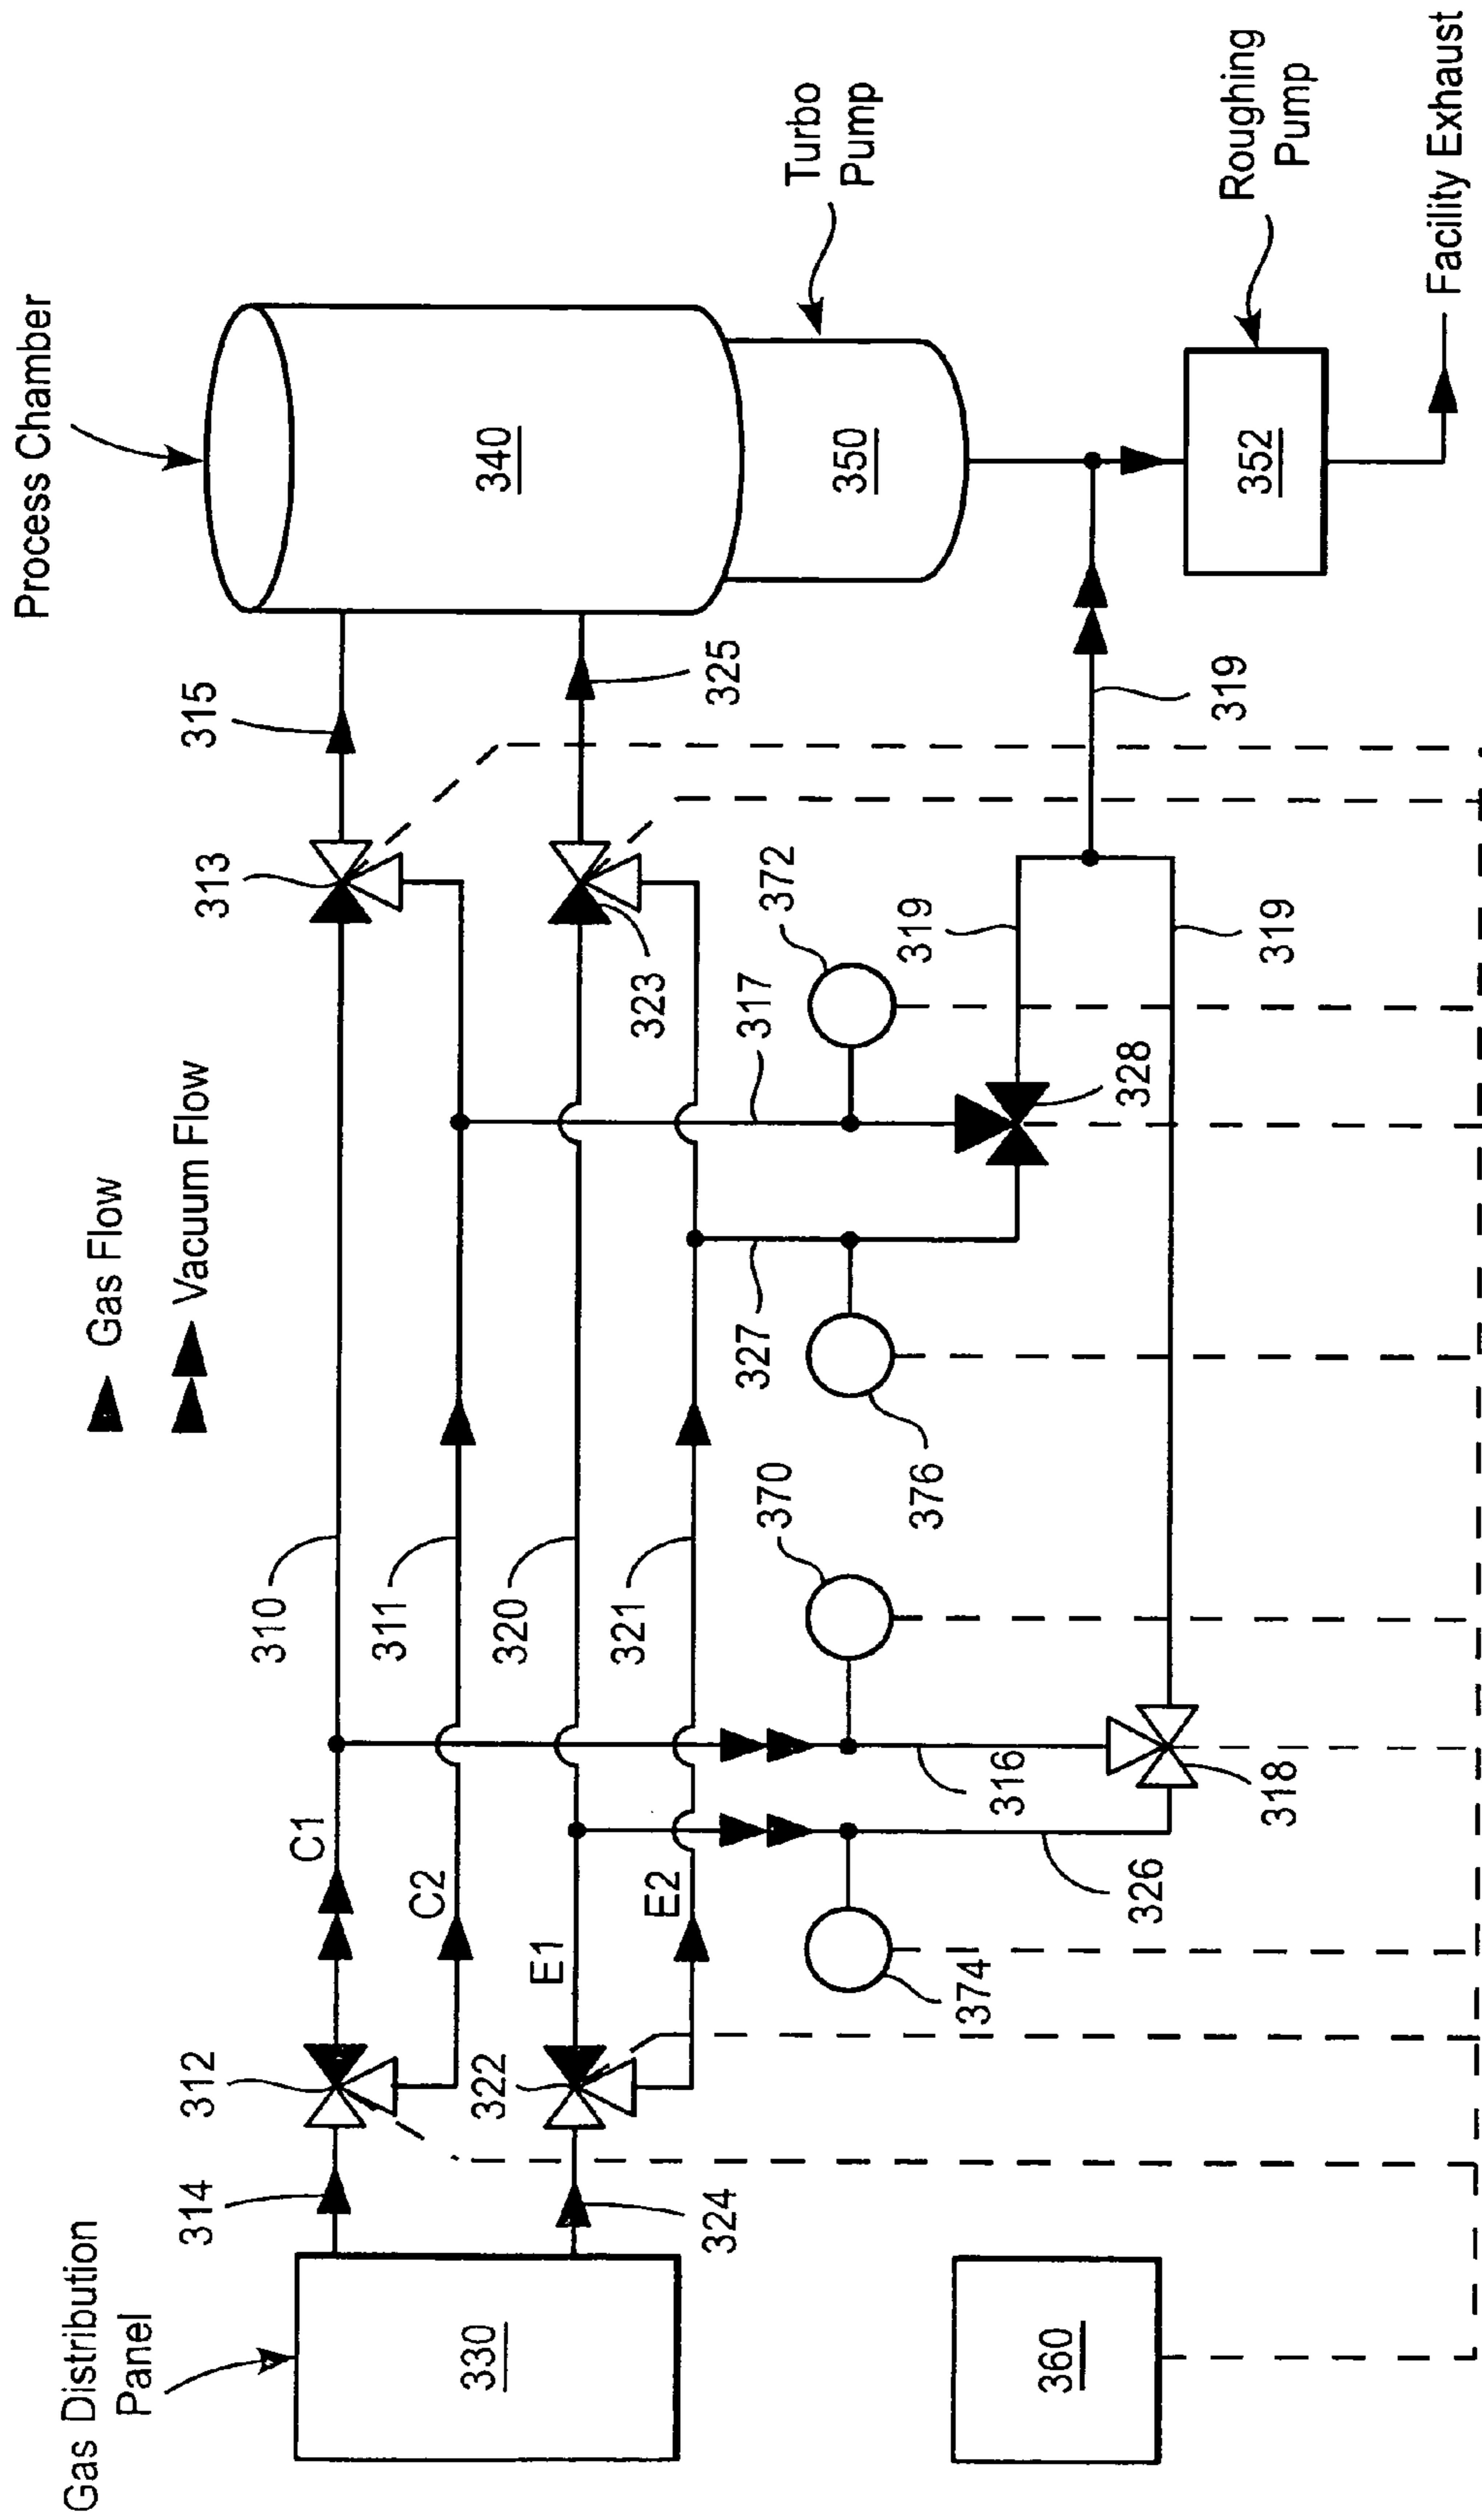 Gas Flow
Vacuum Flow
Process Chamber
Gas Distribution
Panel
314
312
C1
310
313
315
C2
311
330
322
E1
320
323
325
340
324
E2
321
327
317
372
Turbo
Pump
350
374
370
376
319
316
328
360
326
318
319
319
352
Roughing
Pump
Facility Exhaust